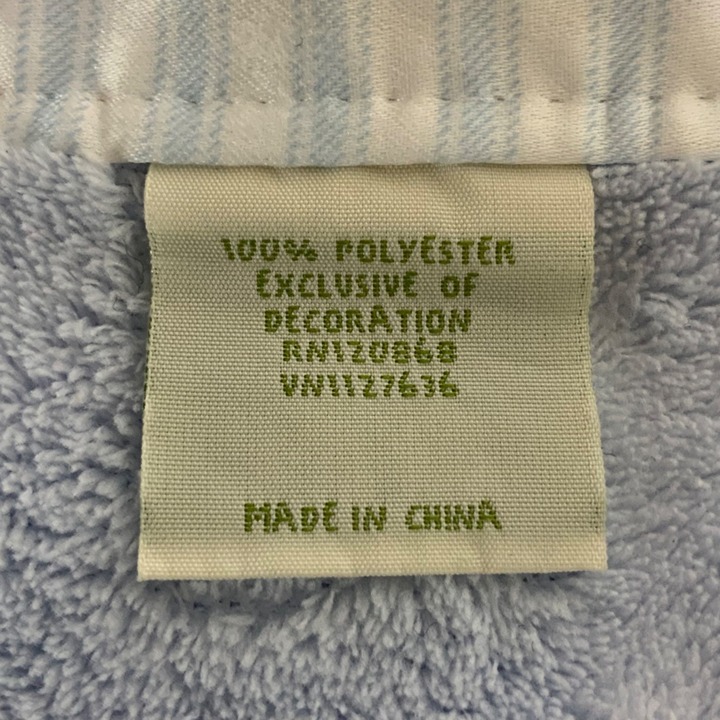 100% POLYESTER
EXCLUSIVE OF
DECORATION
RN120868
VN1127636
MADE IN CHINA